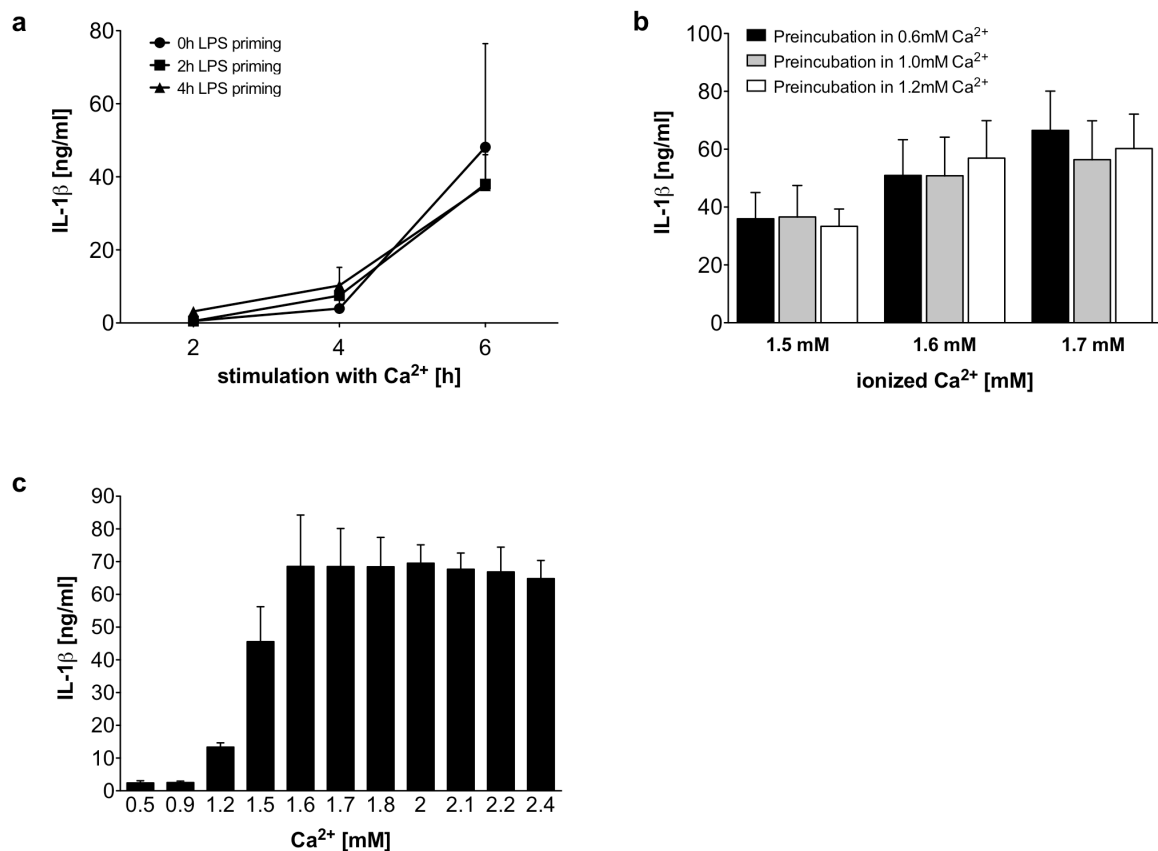 a
80
60
40
20
0
IL-1β [ng/ml]
0h LPS priming
2h LPS priming
4h LPS priming
2 4 6
stimulation with Ca²⁺ [h]
b
100
80
60
40
20
0
IL-1β [ng/ml]
Preincubation in 0.6mM Ca²⁺
Preincubation in 1.0mM Ca²⁺
Preincubation in 1.2mM Ca²⁺
1.5 mM 1.6 mM 1.7 mM
ionized Ca²⁺ [mM]
c
90
80
70
60
50
40
30
20
10
0
IL-1β [ng/ml]
0.5 0.9 1.2 1.5 1.6 1.7 1.8 2 2.1 2.2 2.4
Ca²⁺ [mM]